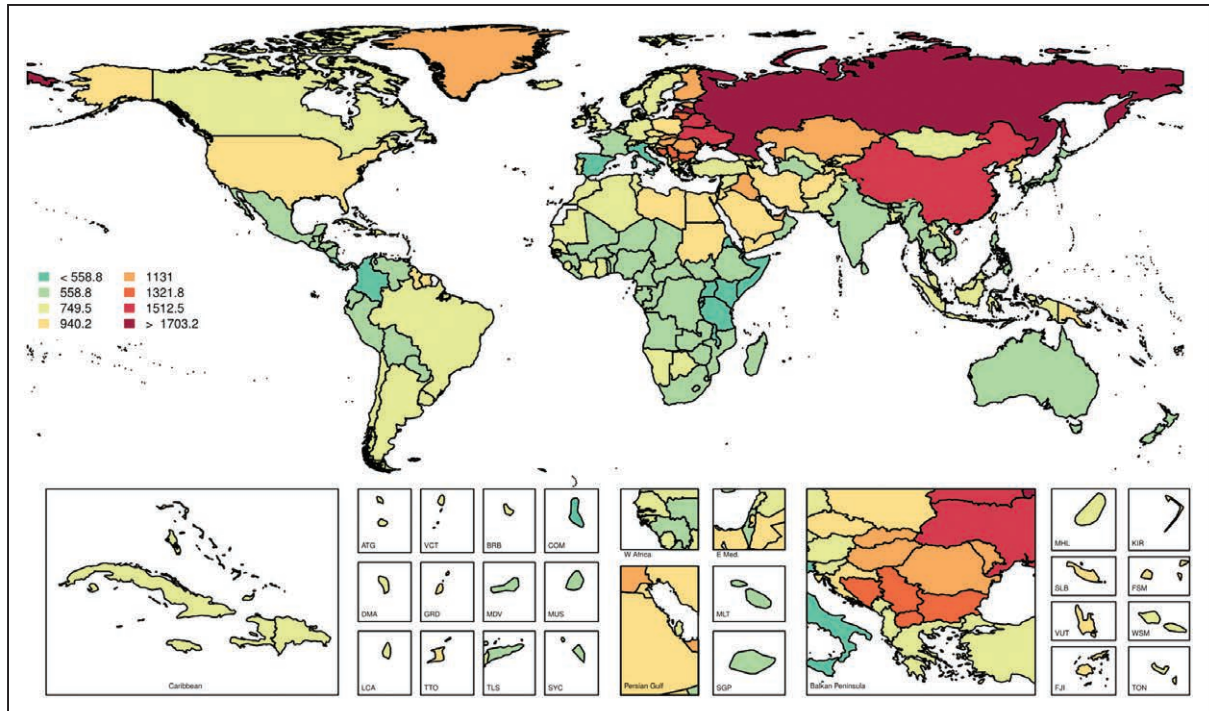 < 558.8
558.8
749.5
940.2
1131
1321.8
1512.5
> 1703.2
Caribbean
ATG
VCT
BRB
COM
DMA
GRD
MDV
MUS
LCA
TTO
TLS
SYC
W Africa
E Med.
Persian Gulf
MLT
SGP
Balkan Peninsula
MHL
KIR
SLB
FSM
VUT
WSM
FJI
TON